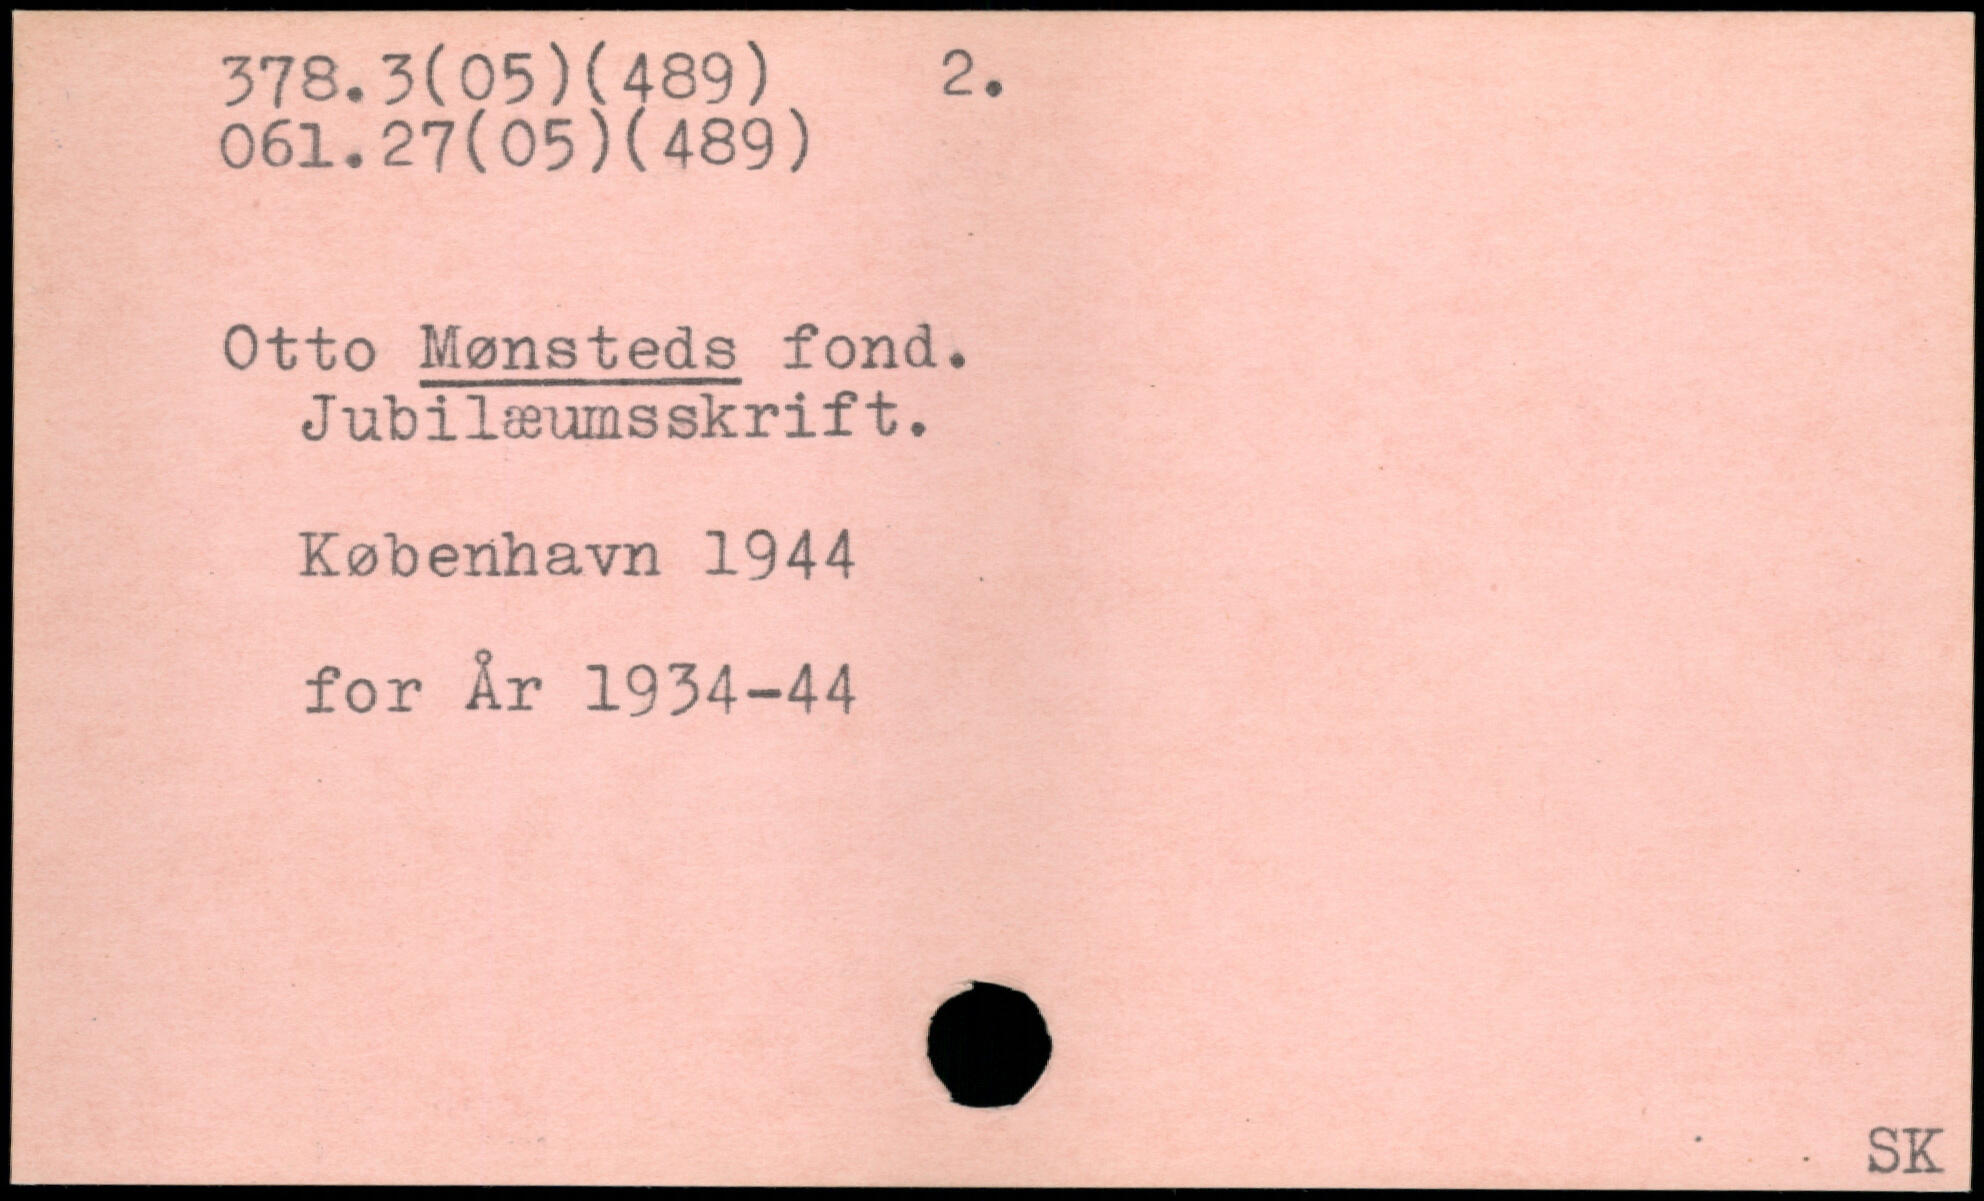 378.3(05)(489) 2.
061.27(05)(489)
Otto Mønsteds fond.
Jubilæumsskrift.
København 1944
for År 1934-44
SK